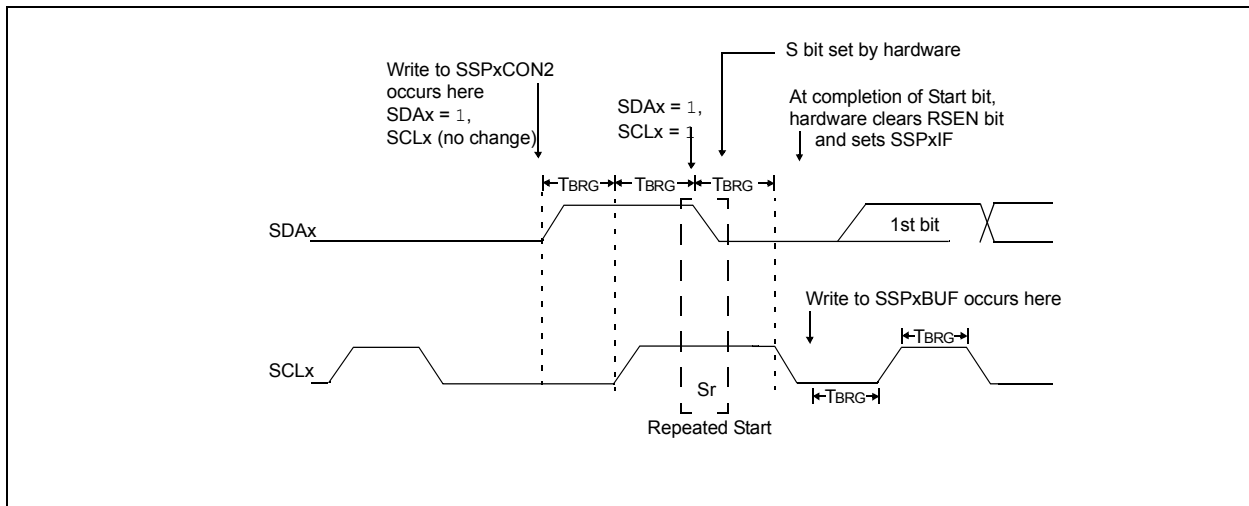 S bit set by hardware
Write to SSPxCON2
occurs here
SDAx = 1,
SCLx (no change)
SDAx = 1,
SCLx = 1
At completion of Start bit,
hardware clears RSEN bit
and sets SSPxIF
TBRG
TBRG
TBRG
SDAx
1st bit
Write to SSPxBUF occurs here
TBRG
SCLx
Sr
TBRG
Repeated Start